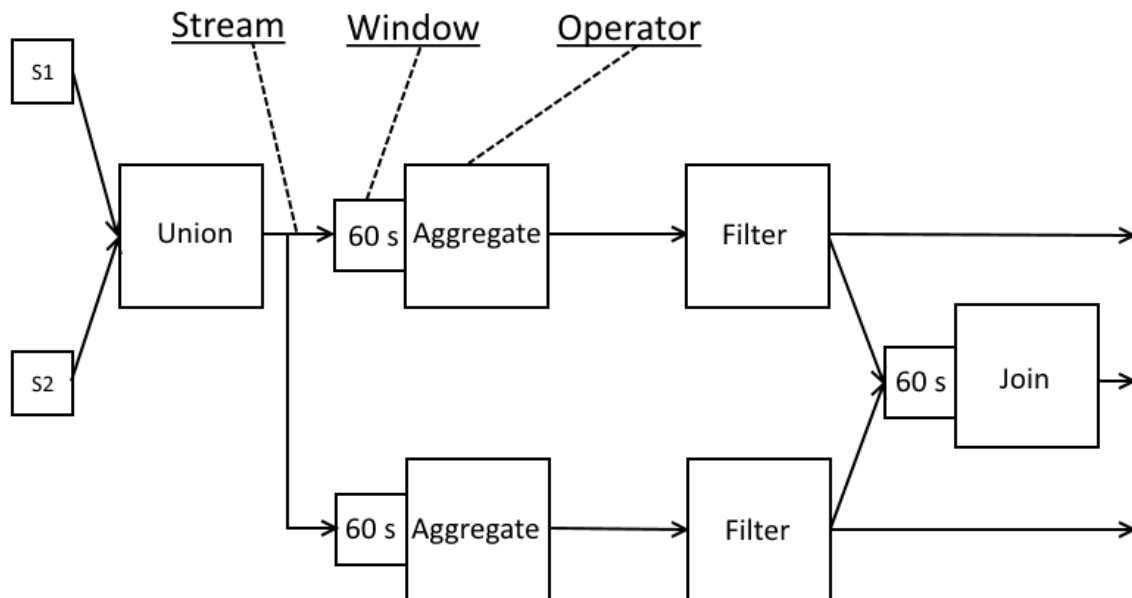 Stream Window Operator
S1
Union 60 s Aggregate Filter
S2 60 s Join
60 s Aggregate Filter